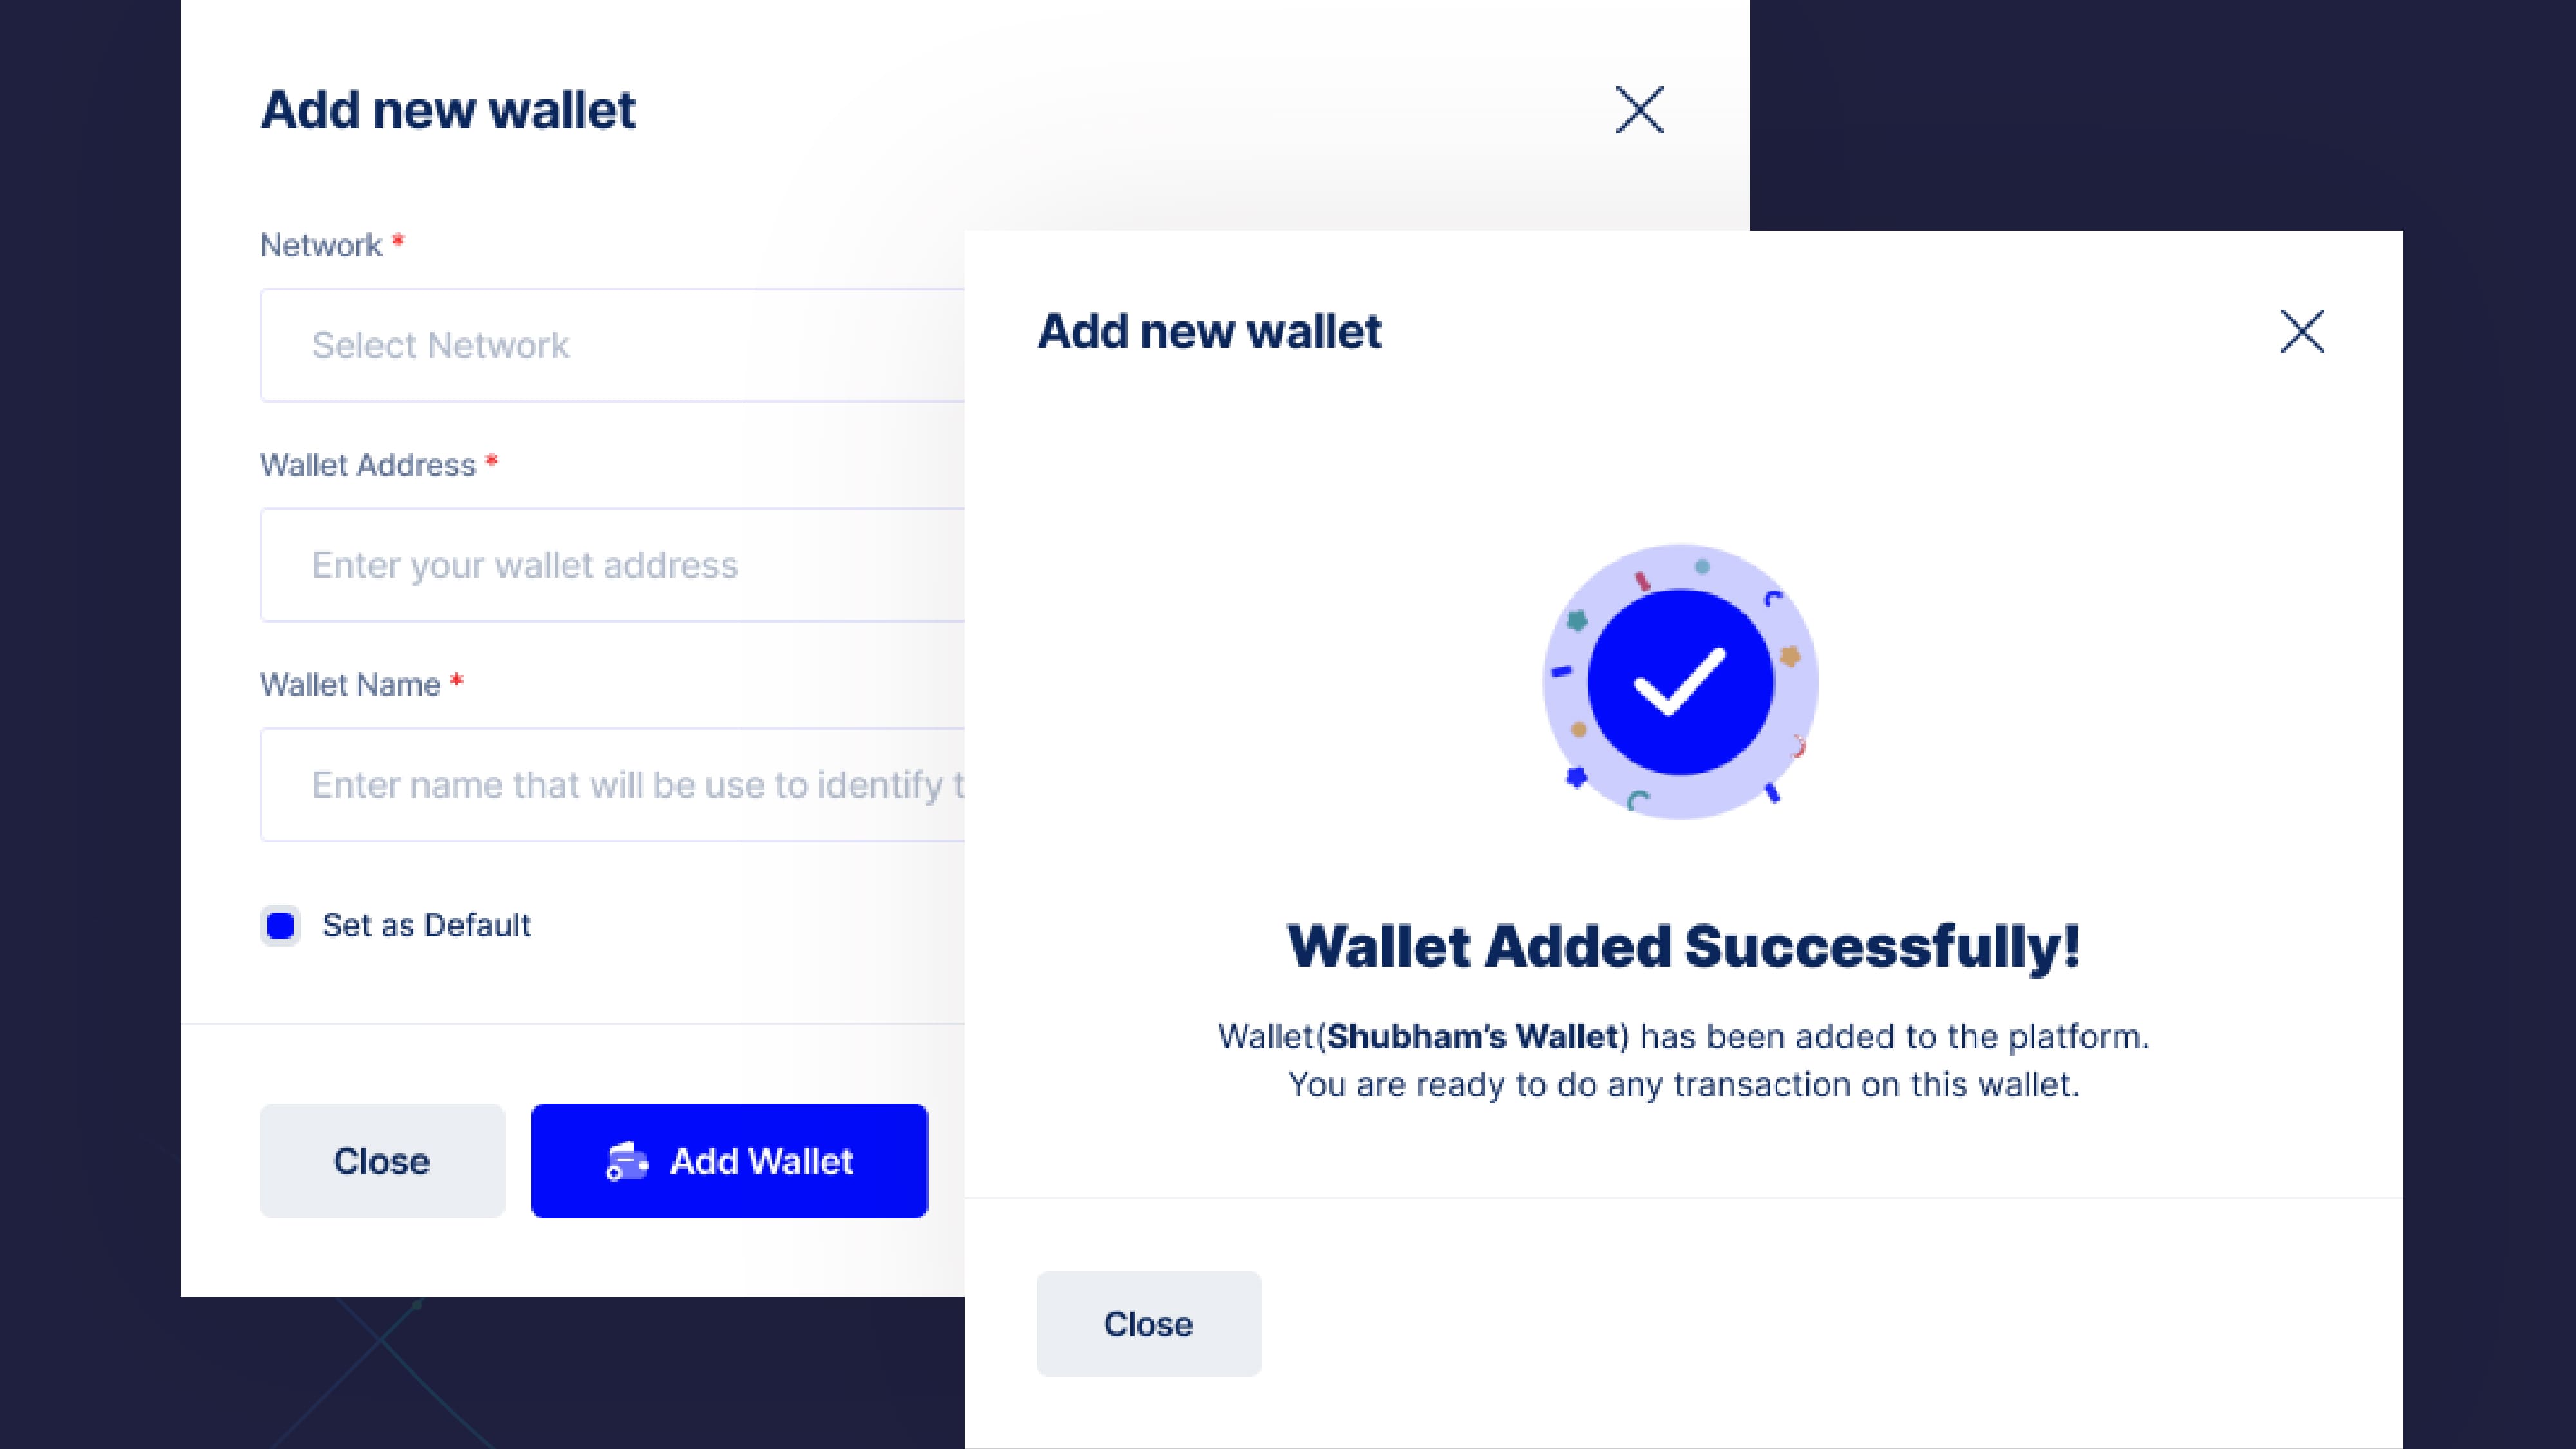 Add new wallet
Network *
Select Network
Wallet Address *
Enter your wallet address
Wallet Name *
Enter name that will be use to identify t
Set as Default
Close
Add Wallet
Add new wallet
Wallet Added Successfully!
Wallet(Shubham's Wallet) has been added to the platform.
You are ready to do any transaction on this wallet.
Close